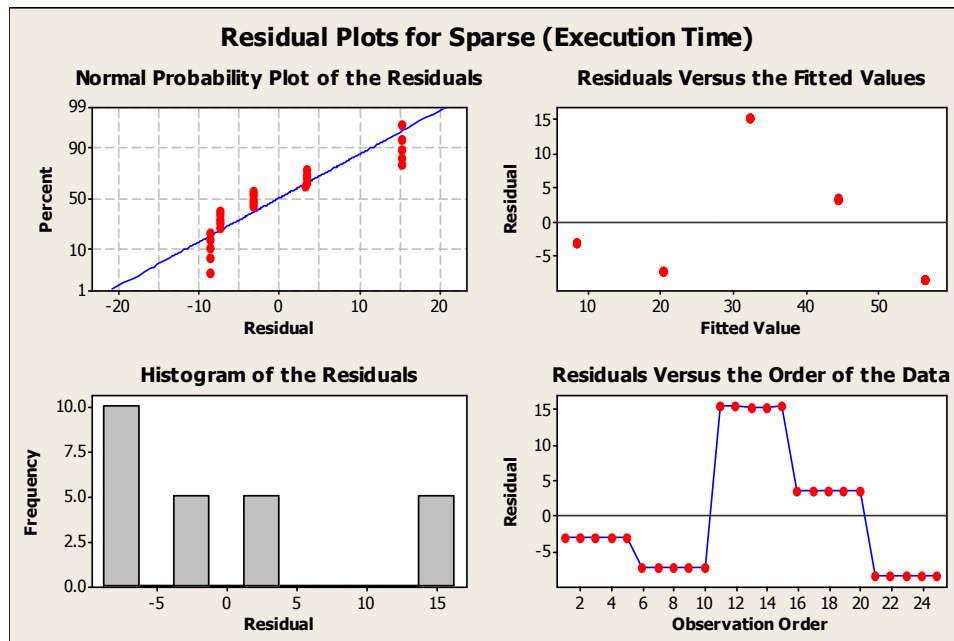 Residual Plots for Sparse (Execution Time)
Normal Probability Plot of the Residuals
99
90
50
10
1
Percent
-20 -10 0 10 20
Residual
Residuals Versus the Fitted Values
15
10
5
0
-5
Residual
10 20 30 40 50
Fitted Value
Histogram of the Residuals
10.0
7.5
5.0
2.5
0.0
Frequency
-5 0 5 10 15
Residual
Residuals Versus the Order of the Data
15
10
5
0
-5
Residual
2 4 6 8 10 12 14 16 18 20 22 24
Observation Order